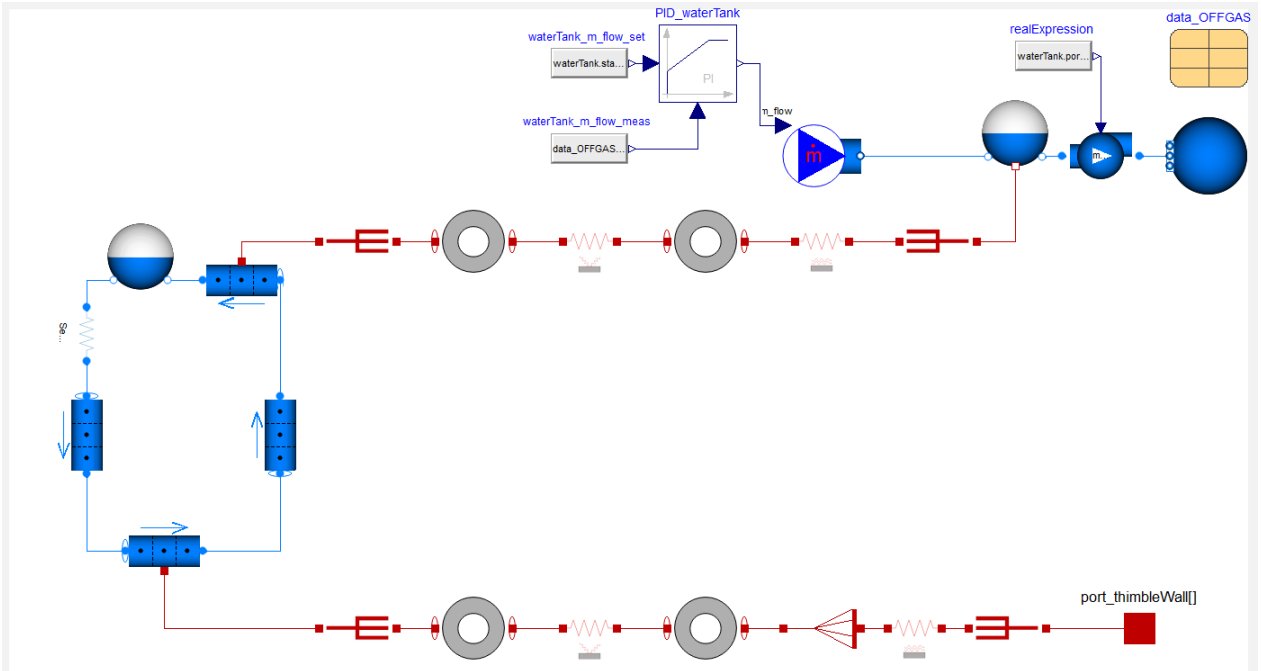 PID_waterTank
data_OFFGAS
realExpression
waterTank_m_flow_set
waterTank.sta...
waterTank.por...
PI
waterTank_m_flow_meas
m_flow
data_OFFGAS...
ṁ
m...
Se...
port_thimbleWall[]